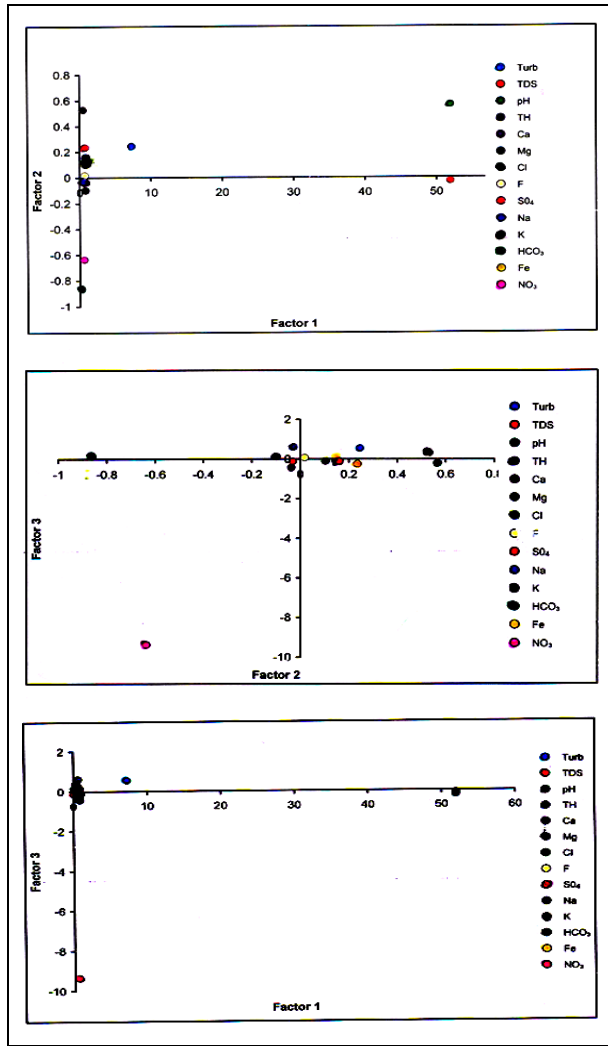 0.8
0.6
0.4
0.2
0
-0.2
-0.4
-0.6
-0.8
-1
0
10
20
30
40
50
Factor 2
Factor 1
Turb
TDS
pH
TH
Ca
Mg
Cl
F
S0₄
Na
K
HCO₃
Fe
NO₃
2
0
-2
-4
-6
-8
-10
-1
-0.8
-0.6
-0.4
-0.2
0
0.2
0.4
0.6
Factor 3
Factor 2
Turb
TDS
pH
TH
Ca
Mg
Cl
F
S0₄
Na
K
HCO₃
Fe
NO₃
2
0
-2
-4
-6
-8
-10
10
20
30
40
50
60
Factor 3
Factor 1
Turb
TDS
pH
TH
Ca
Mg
Cl
F
S0₄
Na
K
HCO₃
Fe
NO₃